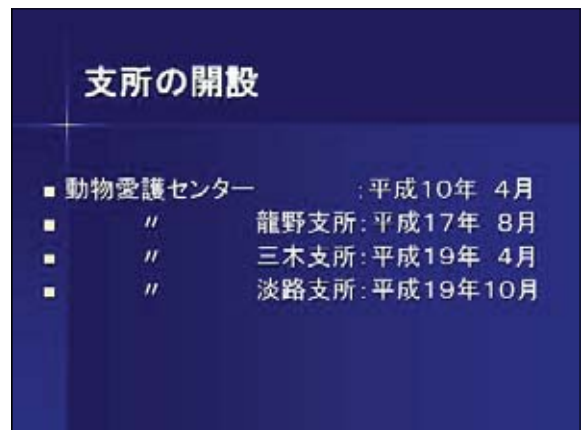 支所の開設
■ 動物愛護センター :平成10年 4月
■ 〃 龍野支所:平成17年 8月
■ 〃 三木支所:平成19年 4月
■ 〃 淡路支所:平成19年10月